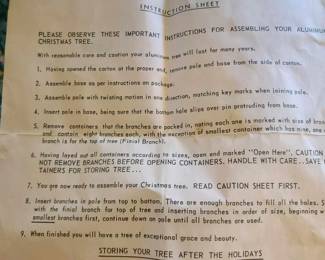 INSTRUCTION SHEET
PLEASE OBSERVE THESE IMPORTANT INSTRUCTIONS FOR ASSEMBLING YOUR ALUMINUM
CHRISTMAS TREE.
With reasonable care and caution your aluminum tree will last for many years.
1. Having opened the carton at the proper end, remove pole and base from the side of carton.
2. Assemble base as per instructions on package.
3. Assemble pole with twisting motion in one direction, matching key marks when joining pole.
4. Insert pole in base, being sure that the bottom hole slips over pin protruding from base.
5. Remove containers that the branches are packed in, noting each one is marked with size of branch
and contain eight branches each, with the exception of smallest container which has nine, one
branch is for the top of tree (Finial Branch).
6. Having layed out all containers according to sizes, open end marked "Open Here", CAUTION
NOT REMOVE BRANCHES BEFORE OPENING CONTAINERS. HANDLE WITH CARE.. SAVE
TAINERS FOR STORING TREE...
7. You are now ready to assemble your Christmas tree. READ CAUTION SHEET FIRST.
8. Insert branches in pole from top to bottom. There are enough branches to fill all the holes. S
with the finial branch for top of tree and inserting branches in order of size, beginning w
smallest branches first, continue down on pole until all branches are used.
9. When finished you will have a tree of exceptional grace and beauty.
STORING YOUR TREE AFTER THE HOLIDAYS